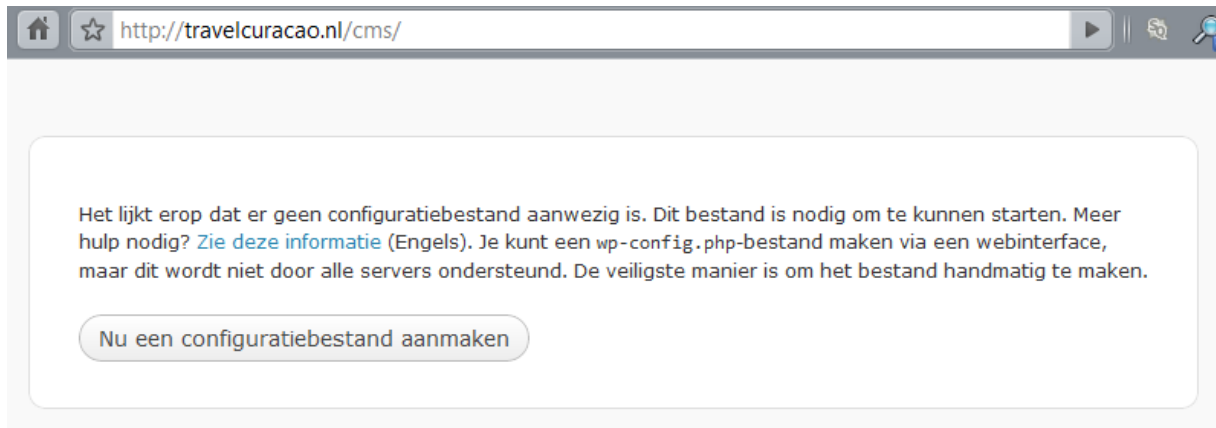 http://travelcuracao.nl/cms/
Het lijkt erop dat er geen configuratiebestand aanwezig is. Dit bestand is nodig om te kunnen starten. Meer
hulp nodig? Zie deze informatie (Engels). Je kunt een wp-config.php-bestand maken via een webinterface,
maar dit wordt niet door alle servers ondersteund. De veiligste manier is om het bestand handmatig te maken.
Nu een configuratiebestand aanmaken